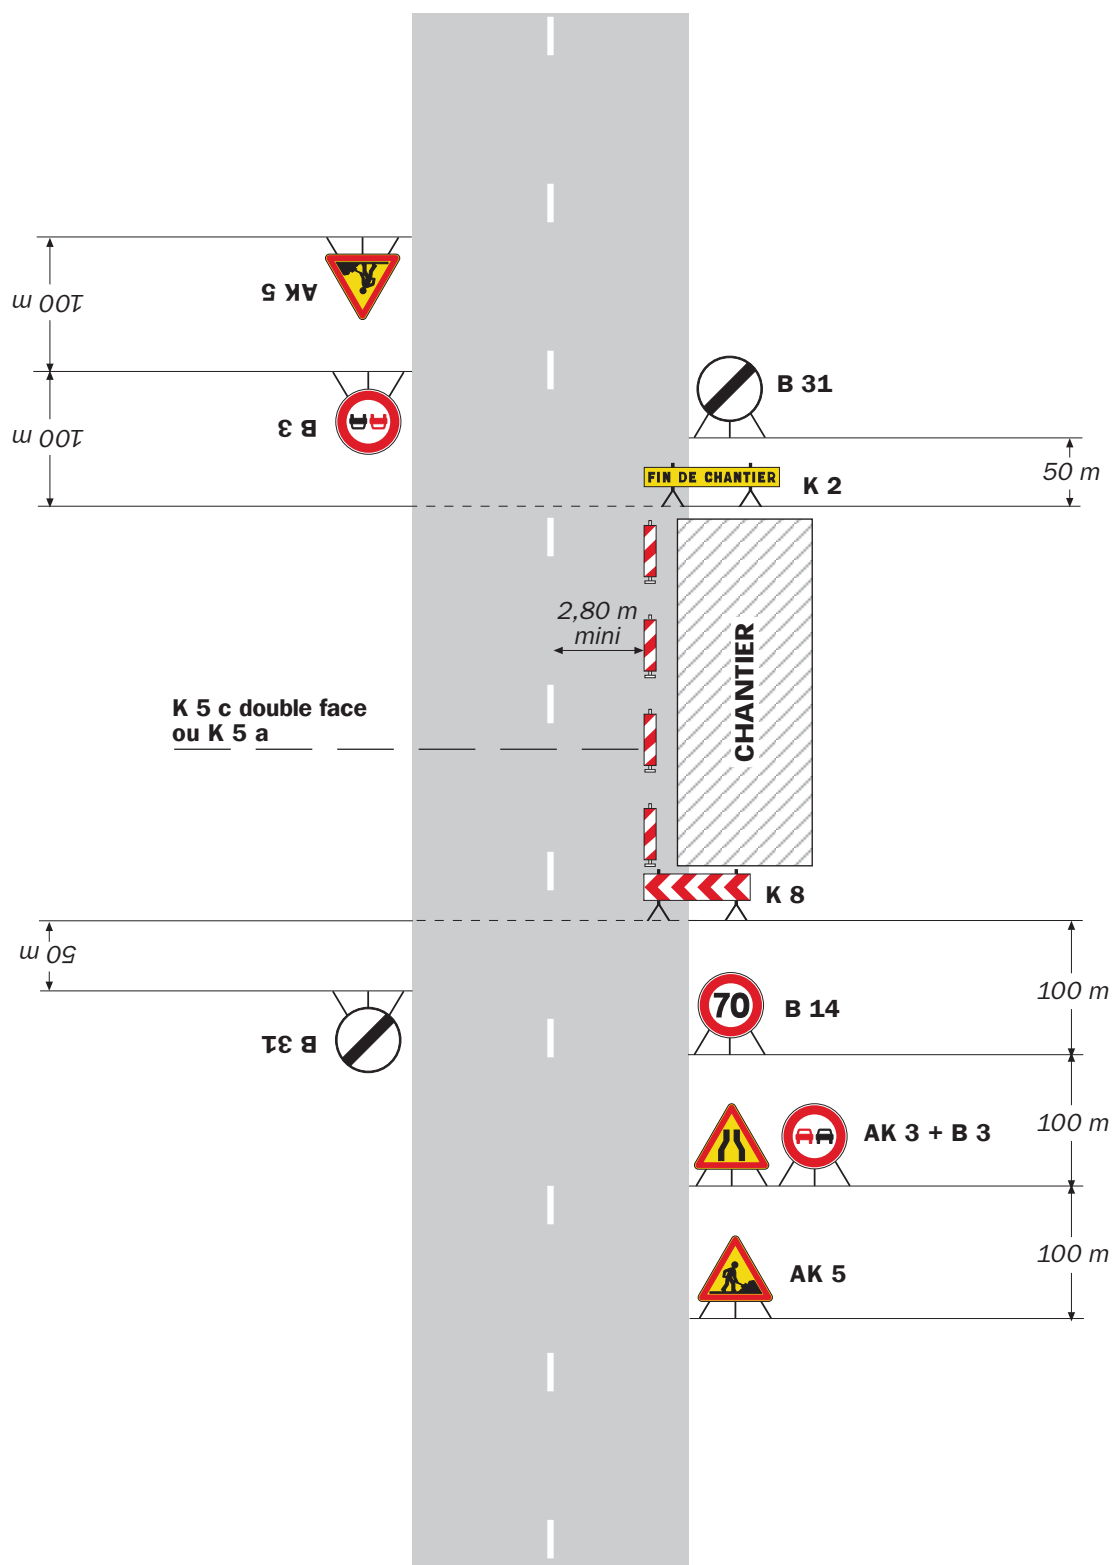 AK 5
100 m
B 3
100 m
B 31
50 m
FIN DE CHANTIER
K 2
2,80 m
mini
CHANTIER
K 5 c double face
ou K 5 a
K 8
50 m
B 31
70
B 14
100 m
AK 3 + B 3
100 m
AK 5
100 m